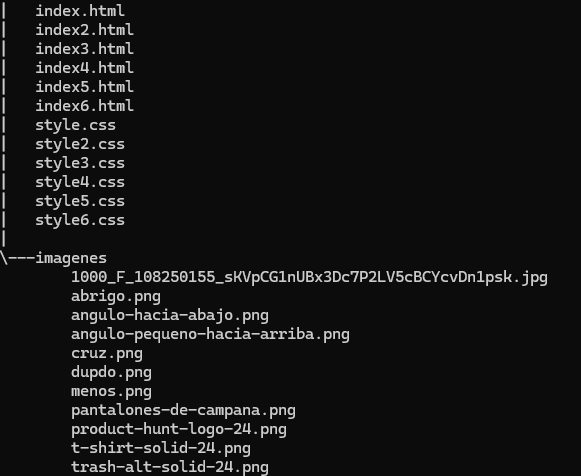 |   index.html
|   index2.html
|   index3.html
|   index4.html
|   index5.html
|   index6.html
|   style.css
|   style2.css
|   style3.css
|   style4.css
|   style5.css
|   style6.css
|
\---imagenes
        1000_F_108250155_sKVpCG1nUBx3Dc7P2LV5cBCYcvDn1psk.jpg
        abrigo.png
        angulo-hacia-abajo.png
        angulo-pequeno-hacia-arriba.png
        cruz.png
        dupdo.png
        menos.png
        pantalones-de-campana.png
        product-hunt-logo-24.png
        t-shirt-solid-24.png
        trash-alt-solid-24.png